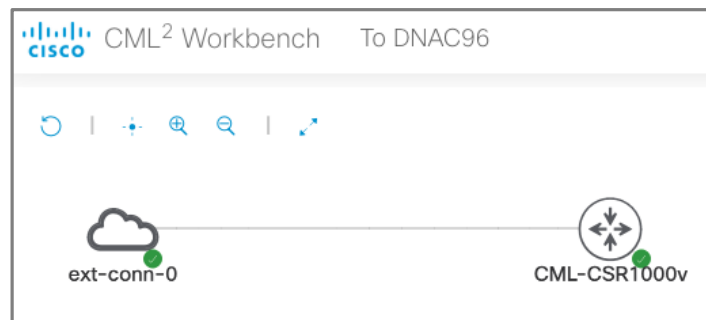 CISCO CML² Workbench To DNAC96
ext-conn-0
CML-CSR1000v